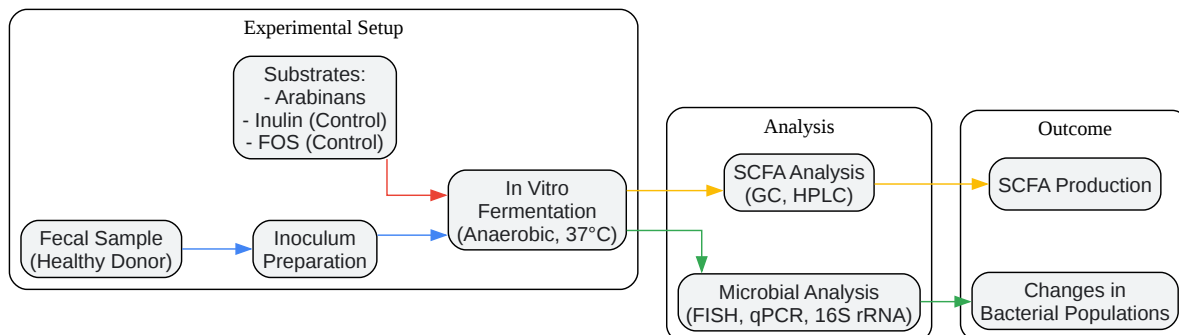 Experimental Setup
Substrates:
- Arabinans
- Inulin (Control)
- FOS (Control)
In Vitro
Fermentation
(Anaerobic, 37°C)
Fecal Sample
(Healthy Donor)
Inoculum
Preparation
Analysis
SCFA Analysis
(GC, HPLC)
Microbial Analysis
(FISH, qPCR, 16S rRNA)
Outcome
SCFA Production
Changes in
Bacterial Populations